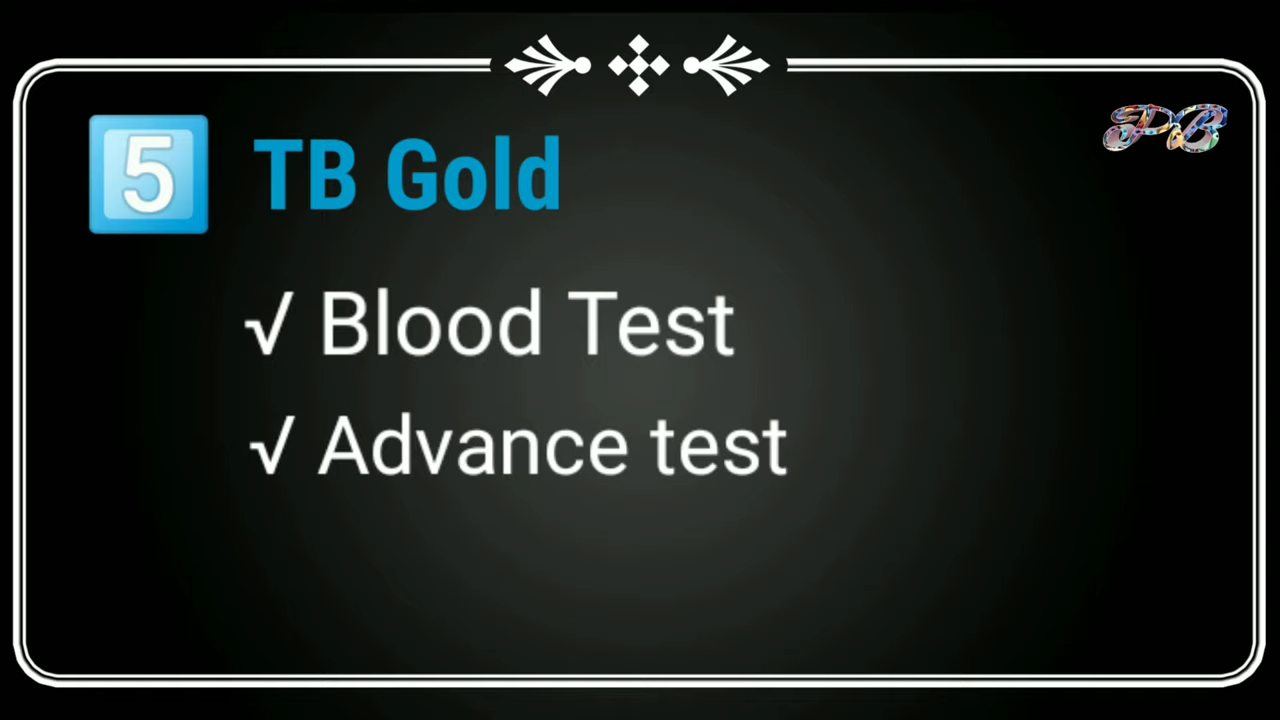 PB
5 TB Gold
√ Blood Test
√ Advance test